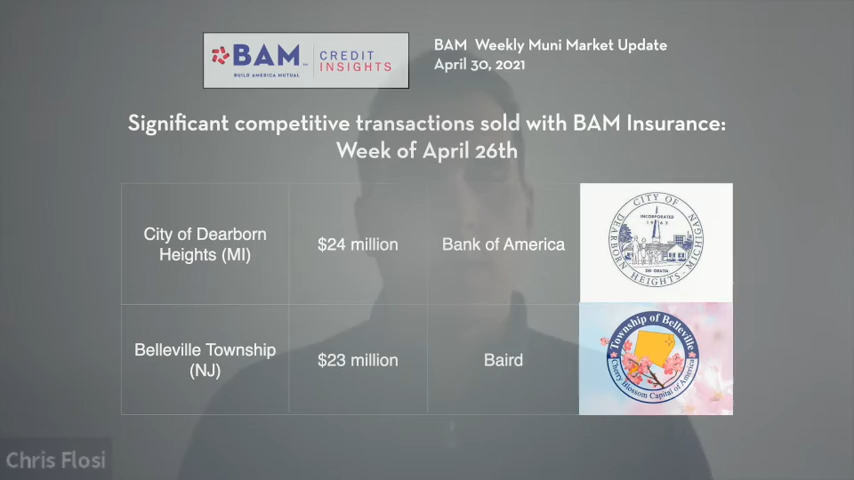 BAM
BUILD AMERICA MUTUAL
CREDIT
INSIGHTS
BAM Weekly Muni Market Update
April 30, 2021
Significant competitive transactions sold with BAM Insurance:
Week of April 26th
City of Dearborn
Heights (MI)
$24 million
Bank of America
CITY OF
DEARBORN HEIGHTS - MICHIGAN
INCORPORATED
1963
Belleville Township
(NJ)
$23 million
Baird
Township of Belleville
Cherry Blossom Capital of America
Chris Flosi